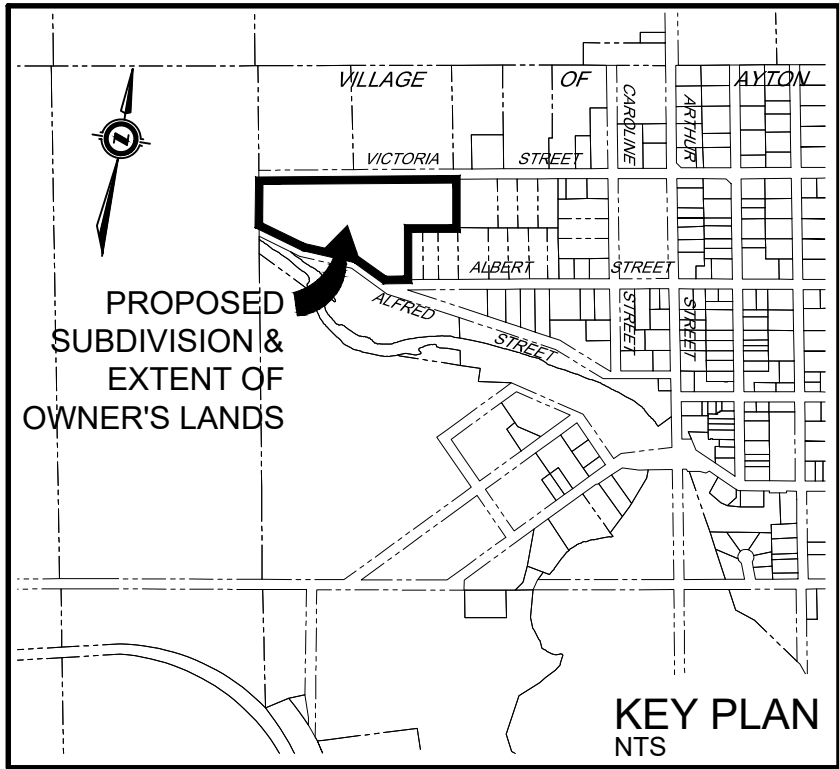 VILLAGE OF AYTON
CAROLINE
ARTHUR
VICTORIA STREET
ALBERT STREET
PROPOSED
SUBDIVISION &
EXTENT OF
OWNER'S LANDS
ALFRED
STREET
STREET
STREET
N
KEY PLAN
NTS